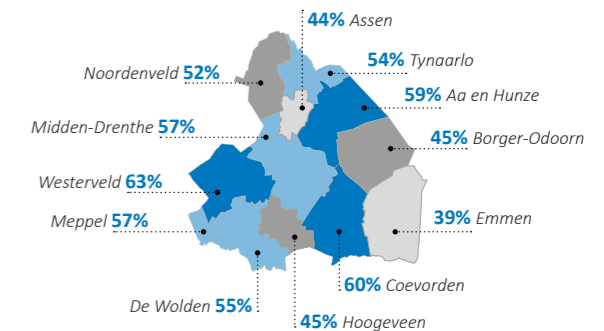 44% Assen
54% Tynaarlo
Noordenveld 52%
59% Aa en Hunze
Midden-Drenthe 57%
45% Borger-Odoorn
Westerveld 63%
Meppel 57%
39% Emmen
60% Coevorden
De Wolden 55%
45% Hoogeveen